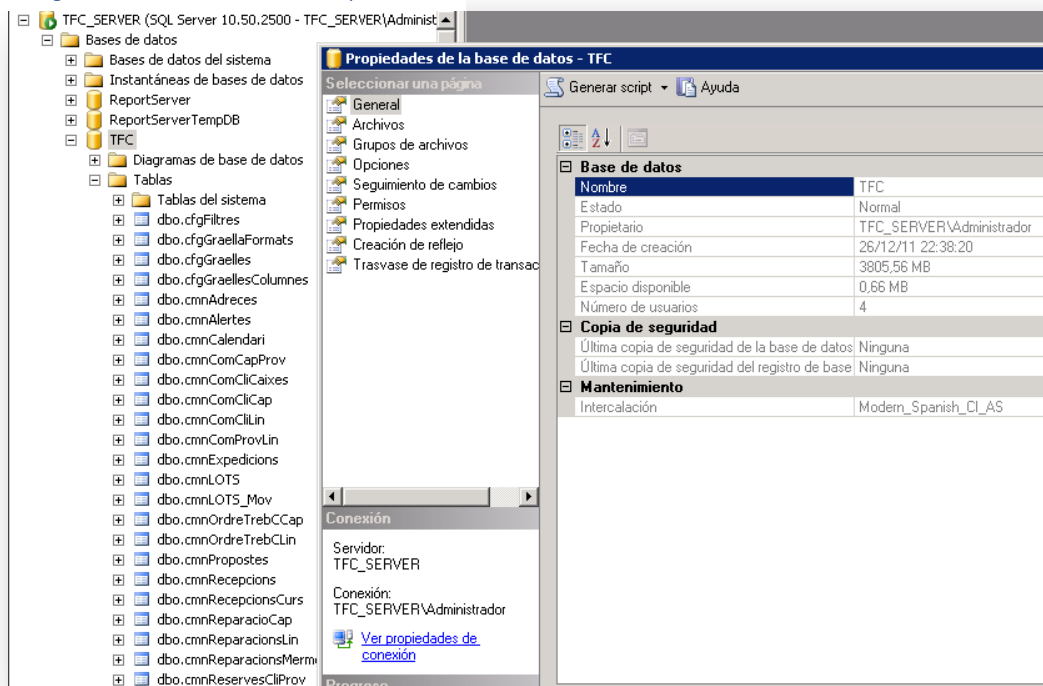 TFC_SERVER (SQL Server 10.50.2500 - TFC_SERVER\Administ
Bases de datos
Bases de datos del sistema
Instantáneas de bases de datos
ReportServer
ReportServerTempDB
TFC
Diagramas de base de datos
Tablas
Tablas del sistema
dbo.cfgFiltres
dbo.cfgGraellaFormats
dbo.cfgGraelles
dbo.cfgGraellesColumnes
dbo.cmnAdreces
dbo.cmnAlertes
dbo.cmnCalendari
dbo.cmnComCapProv
dbo.cmnComCliCaixes
dbo.cmnComCliCap
dbo.cmnComCliLin
dbo.cmnComProvLin
dbo.cmnExpedicions
dbo.cmnLOTS
dbo.cmnLOTS_Mov
dbo.cmnOrdreTrebCCap
dbo.cmnOrdreTrebCLin
dbo.cmnPropostes
dbo.cmnRecepcions
dbo.cmnRecepcionsCurs
dbo.cmnReparacioCap
dbo.cmnReparacionsLin
dbo.cmnReparacionsMerm
dbo.cmnReservesCliProv
Propiedades de la base de datos - TFC
Seleccionar una página
General
Archivos
Grupos de archivos
Opciones
Seguimiento de cambios
Permisos
Propiedades extendidas
Creación de reflejo
Trasvase de registro de transac
Conexión
Servidor:
TFC_SERVER
Conexión:
TFC_SERVER\Administrador
Ver propiedades de
conexión
Progreso
Generar script Ayuda
Base de datos
Nombre TFC
Estado Normal
Propietario TFC_SERVER\Administrador
Fecha de creación 26/12/11 22:38:20
Tamaño 3805,56 MB
Espacio disponible 0,66 MB
Número de usuarios 4
Copia de seguridad
Última copia de seguridad de la base de datos Ninguna
Última copia de seguridad del registro de base Ninguna
Mantenimiento
Intercalación Modern_Spanish_CI_AS